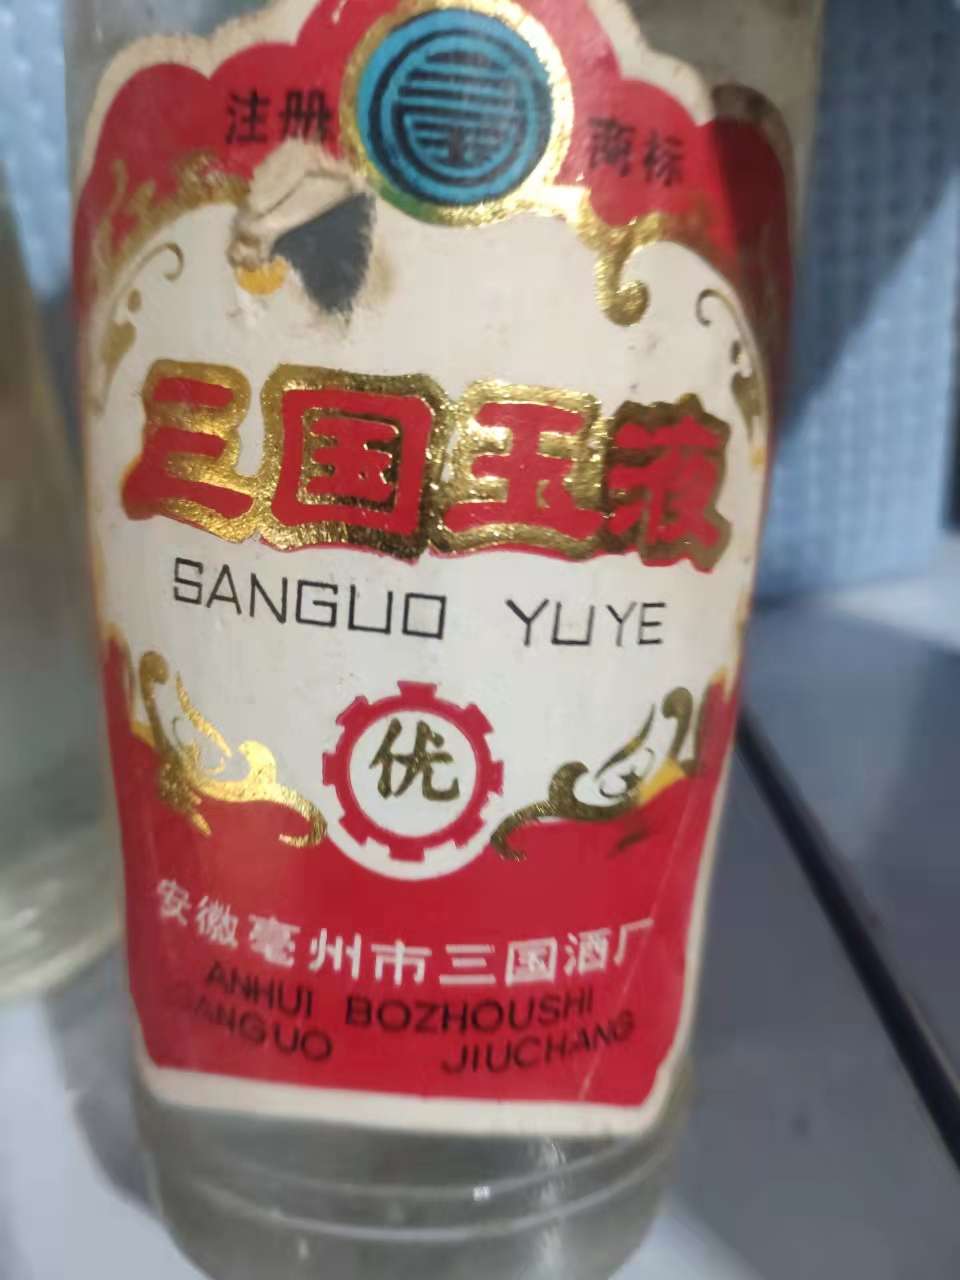 注册 商标
三国玉液
SANGUO YUYE
优
安徽亳州市三国酒厂
ANHUI BOZHOUSHI
SANGUO JIUCHANG